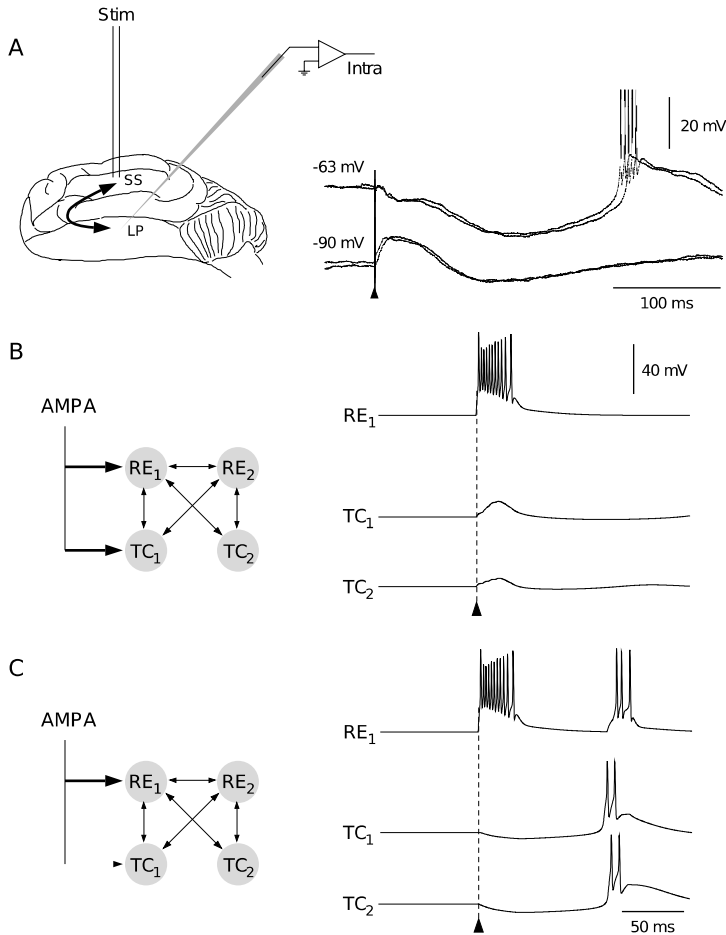 Stim
A
Intra
20 mV
-63 mV
SS
LP
-90 mV
100 ms
B
40 mV
AMPA
RE1
RE1 RE2
TC1
TC1 TC2
TC2
C
AMPA
RE1
RE1 RE2
TC1
TC1 TC2
TC2
50 ms